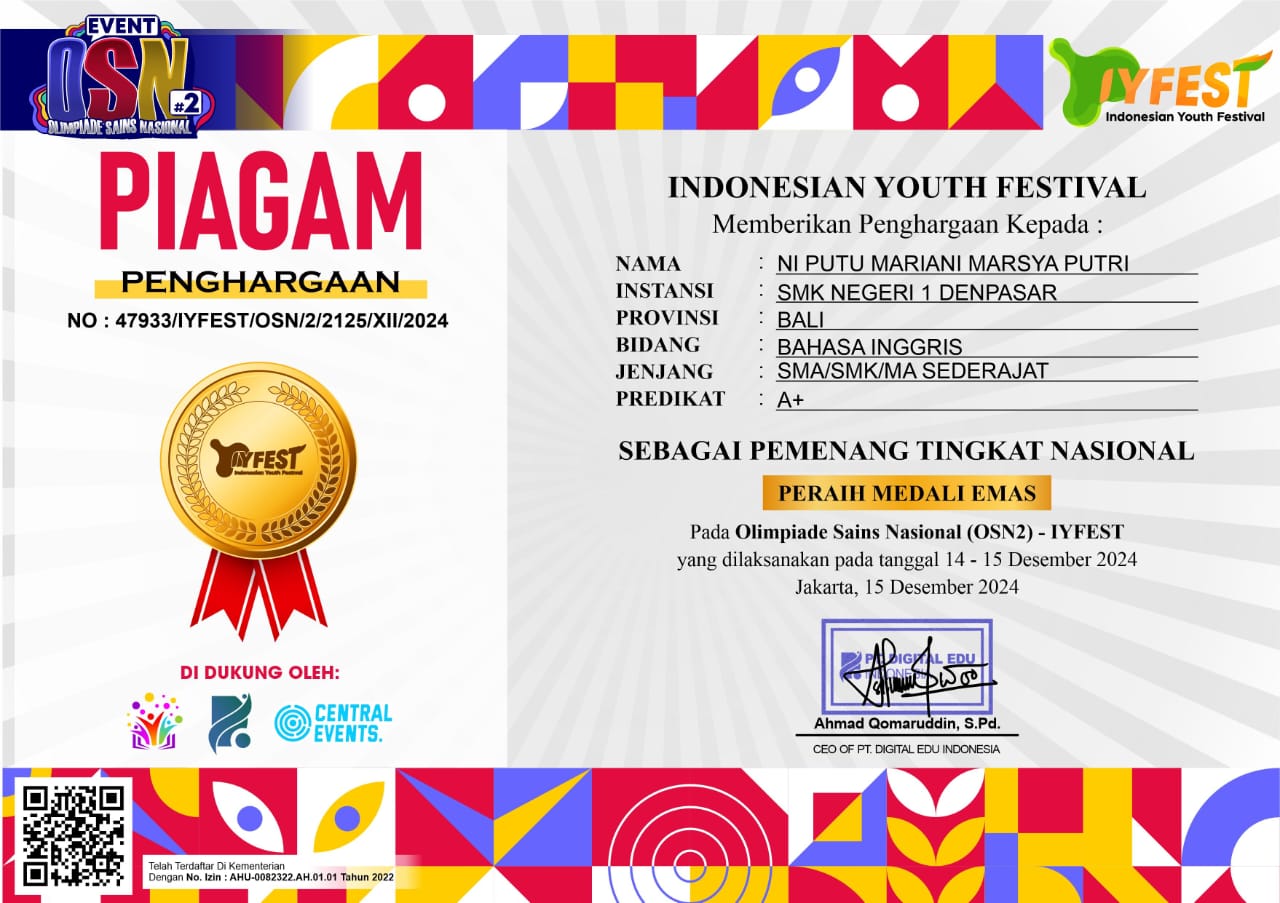 EVENT
OSN
#2
OLIMPIADE SAINS NASIONAL
IYFEST
Indonesian Youth Festival
PIAGAM
PENGHARGAAN
NO : 47933/IYFEST/OSN/2/2125/XII/2024
IYFEST
Indonesian Youth Festival
DI DUKUNG OLEH:
CENTRAL
EVENTS.
INDONESIAN YOUTH FESTIVAL
Memberikan Penghargaan Kepada :
NAMA : NI PUTU MARIANI MARSYA PUTRI
INSTANSI : SMK NEGERI 1 DENPASAR
PROVINSI : BALI
BIDANG : BAHASA INGGRIS
JENJANG : SMA/SMK/MA SEDERAJAT
PREDIKAT : A+
SEBAGAI PEMENANG TINGKAT NASIONAL
PERAIH MEDALI EMAS
Pada Olimpiade Sains Nasional (OSN2) - IYFEST
yang dilaksanakan pada tanggal 14 - 15 Desember 2024
Jakarta, 15 Desember 2024
PT. DIGITAL EDU
INDONESIA
Ahmad Qomaruddin, S.Pd.
CEO OF PT. DIGITAL EDU INDONESIA
Telah Terdaftar Di Kementerian
Dengan No. Izin : AHU-0082322.AH.01.01 Tahun 2022